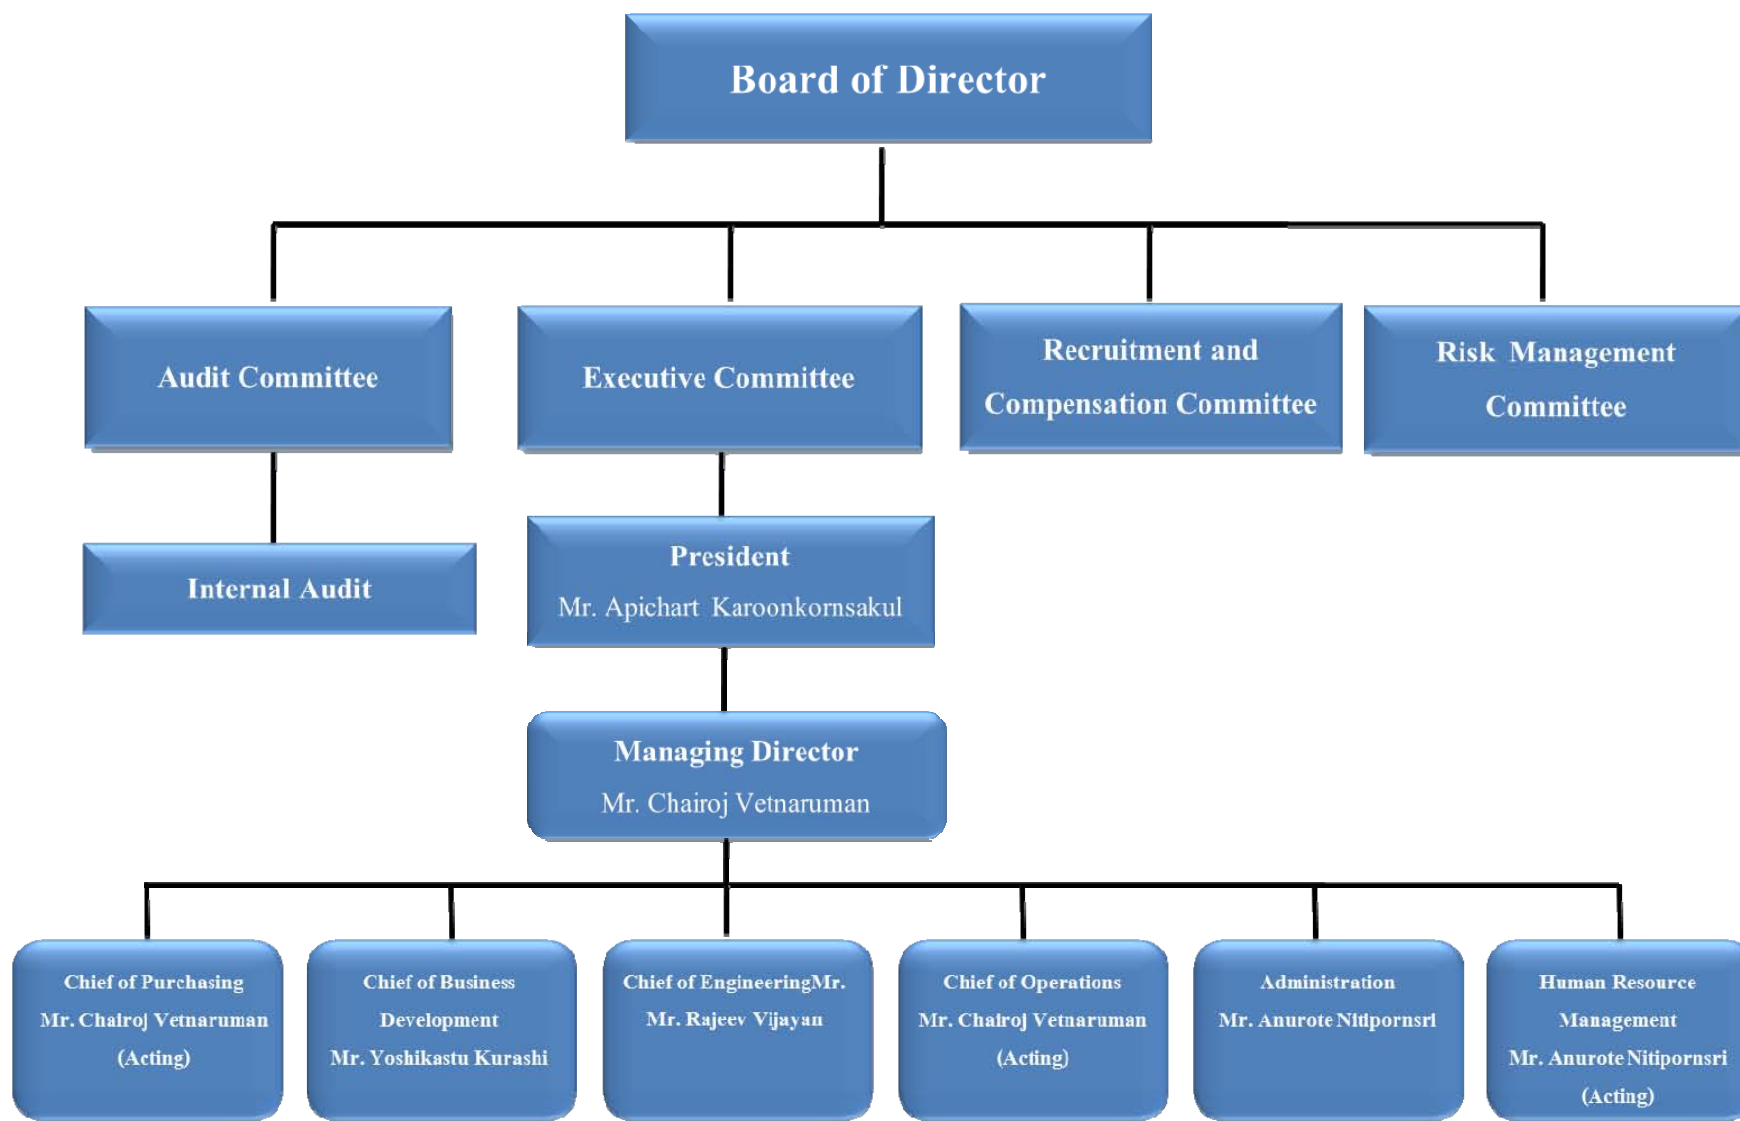 Board of Director
Audit Committee
Executive Committee
Recruitment and
Compensation Committee
Risk Management
Committee
Internal Audit
President
Mr. Apichart Karoonkornsakul
Managing Director
Mr. Chairoj Vetnaruman
Chief of Purchasing
Mr. Chairoj Vetnaruman
(Acting)
Chief of Business
Development
Mr. Yoshikastu Kurashi
Chief of EngineeringMr.
Mr. Rajeev Vijayan
Chief of Operations
Mr. Chairoj Vetnaruman
(Acting)
Administration
Mr. Anurote Nitipornsri
Human Resource
Management
Mr. Anurote Nitipornsri
(Acting)